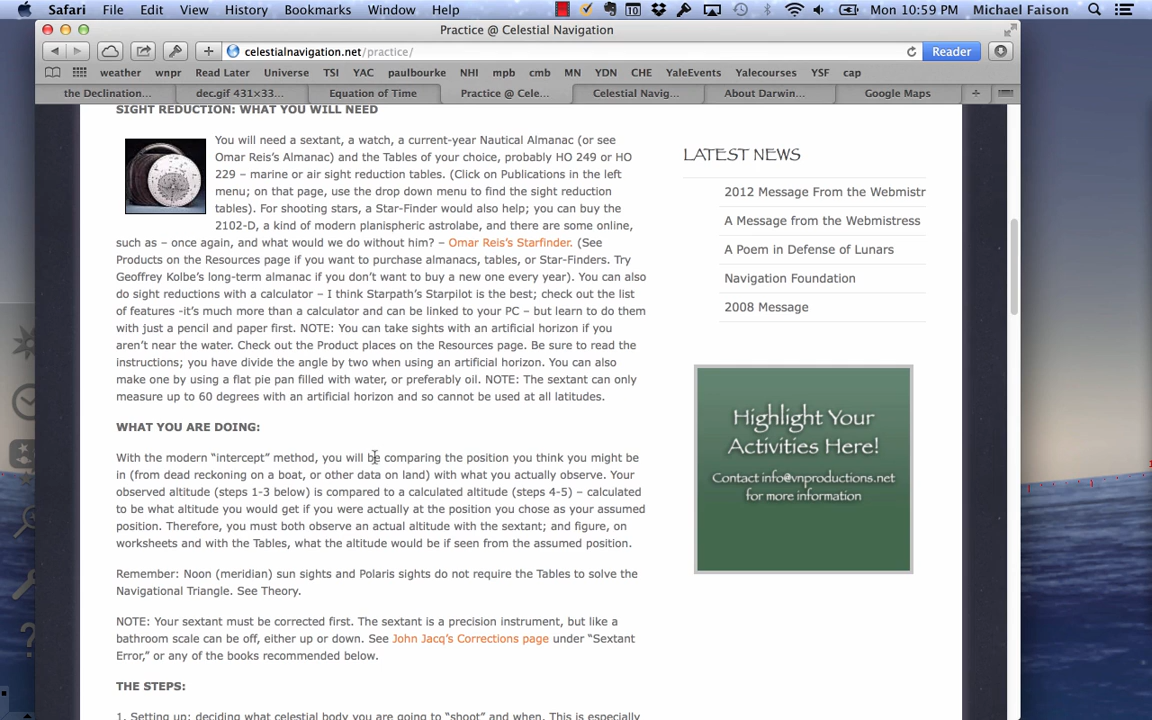 Safari File Edit View History Bookmarks Window Help 10 Mon 10:59 PM Michael Faison
Practice @ Celestial Navigation
celestialnavigation.net/practice/ Reader
weather wnpr Read Later Universe TSI YAC paulbourke NHI mpb cmb MN YDN CHE YaleEvents Yalecourses YSF cap
the Declination... dec.gif 431×33... Equation of Time Practice @ Cele... Celestial Navig... About Darwin,... Google Maps
SIGHT REDUCTION: WHAT YOU WILL NEED
You will need a sextant, a watch, a current-year Nautical Almanac (or see
Omar Reis’s Almanac) and the Tables of your choice, probably HO 249 or HO
229 – marine or air sight reduction tables. (Click on Publications in the left
menu; on that page, use the drop down menu to find the sight reduction
tables). For shooting stars, a Star-Finder would also help; you can buy the
2102-D, a kind of modern planispheric astrolabe, and there are some online,
such as – once again, and what would we do without him? – Omar Reis’s Starfinder. (See
Products on the Resources page if you want to purchase almanacs, tables, or Star-Finders. Try
Geoffrey Kolbe’s long-term almanac if you don’t want to buy a new one every year). You can also
do sight reductions with a calculator – I think Starpath’s Starpilot is the best; check out the list
of features -it’s much more than a calculator and can be linked to your PC – but learn to do them
with just a pencil and paper first. NOTE: You can take sights with an artificial horizon if you
aren’t near the water. Check out the Product places on the Resources page. Be sure to read the
instructions; you have divide the angle by two when using an artificial horizon. You can also
make one by using a flat pie pan filled with water, or preferably oil. NOTE: The sextant can only
measure up to 60 degrees with an artificial horizon and so cannot be used at all latitudes.
WHAT YOU ARE DOING:
With the modern “intercept” method, you will be comparing the position you think you might be
in (from dead reckoning on a boat, or other data on land) with what you actually observe. Your
observed altitude (steps 1-3 below) is compared to a calculated altitude (steps 4-5) – calculated
to be what altitude you would get if you were actually at the position you chose as your assumed
position. Therefore, you must both observe an actual altitude with the sextant; and figure, on
worksheets and with the Tables, what the altitude would be if seen from the assumed position.
Remember: Noon (meridian) sun sights and Polaris sights do not require the Tables to solve the
Navigational Triangle. See Theory.
NOTE: Your sextant must be corrected first. The sextant is a precision instrument, but like a
bathroom scale can be off, either up or down. See John Jacq’s Corrections page under “Sextant
Error,” or any of the books recommended below.
THE STEPS:
1. Setting up: deciding what celestial body you are going to “shoot” and when. This is especially
LATEST NEWS
2012 Message From the Webmistr
A Message from the Webmistress
A Poem in Defense of Lunars
Navigation Foundation
2008 Message
Highlight Your
Activities Here!
Contact info@vnproductions.net
for more information